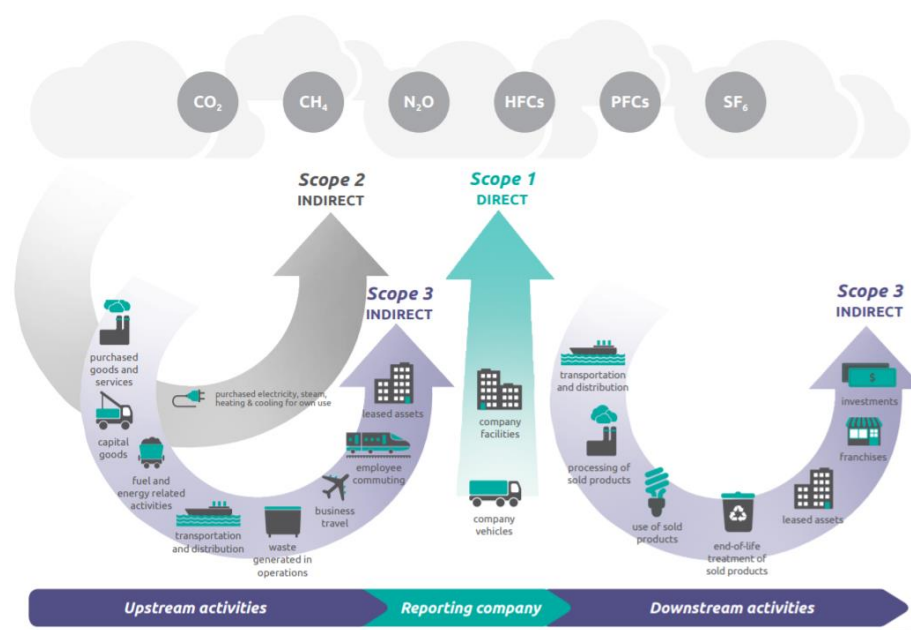 CO₂
CH₄
N₂O
HFCs
PFCs
SF₆
Scope 2
INDIRECT
Scope 1
DIRECT
Scope 3
INDIRECT
Scope 3
INDIRECT
purchased
goods and
services
capital
goods
fuel and
energy related
activities
transportation
and distribution
waste
generated in
operations
business
travel
employee
commuting
leased assets
purchased electricity, steam,
heating & cooling for own use
company
facilities
company
vehicles
transportation
and distribution
processing of
sold products
use of sold
products
end-of-life
treatment of
sold products
leased assets
franchises
investments
$
Upstream activities
Reporting company
Downstream activities